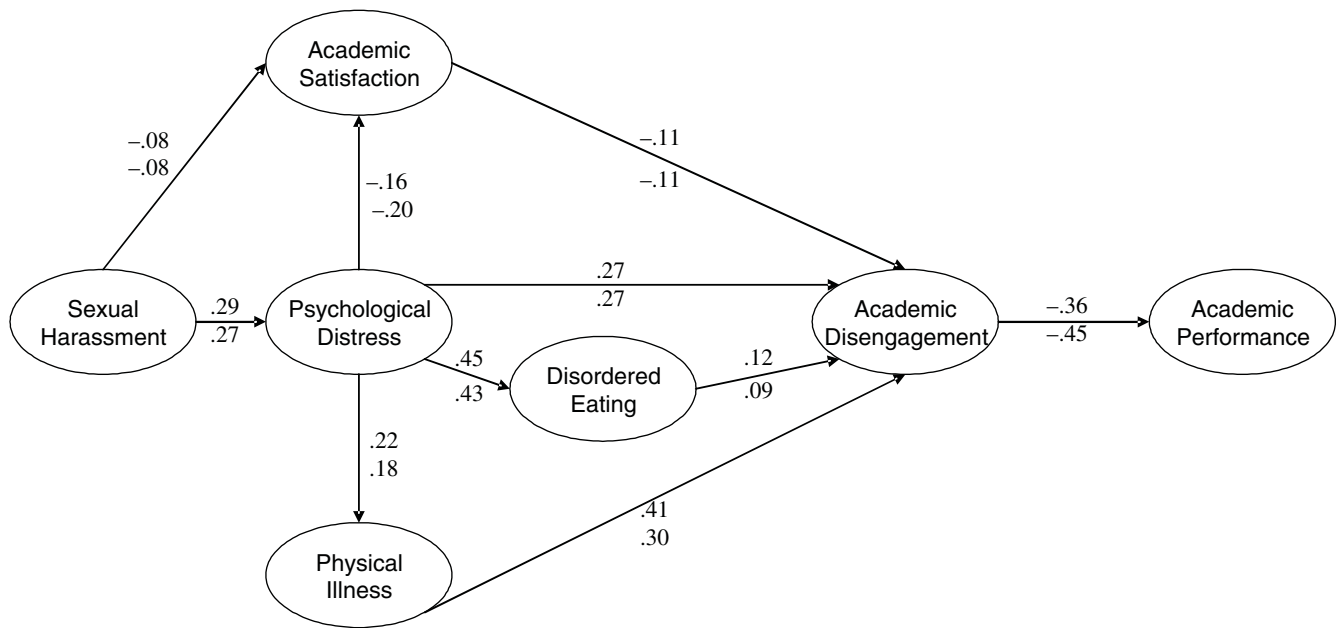 Academic
Satisfaction
–.08
–.08
–.11
–.11
–.16
–.20
Sexual
Harassment
.29
.27
Psychological
Distress
.27
.27
Academic
Disengagement
–.36
–.45
Academic
Performance
.45
.43
Disordered
Eating
.12
.09
.22
.18
.41
.30
Physical
Illness